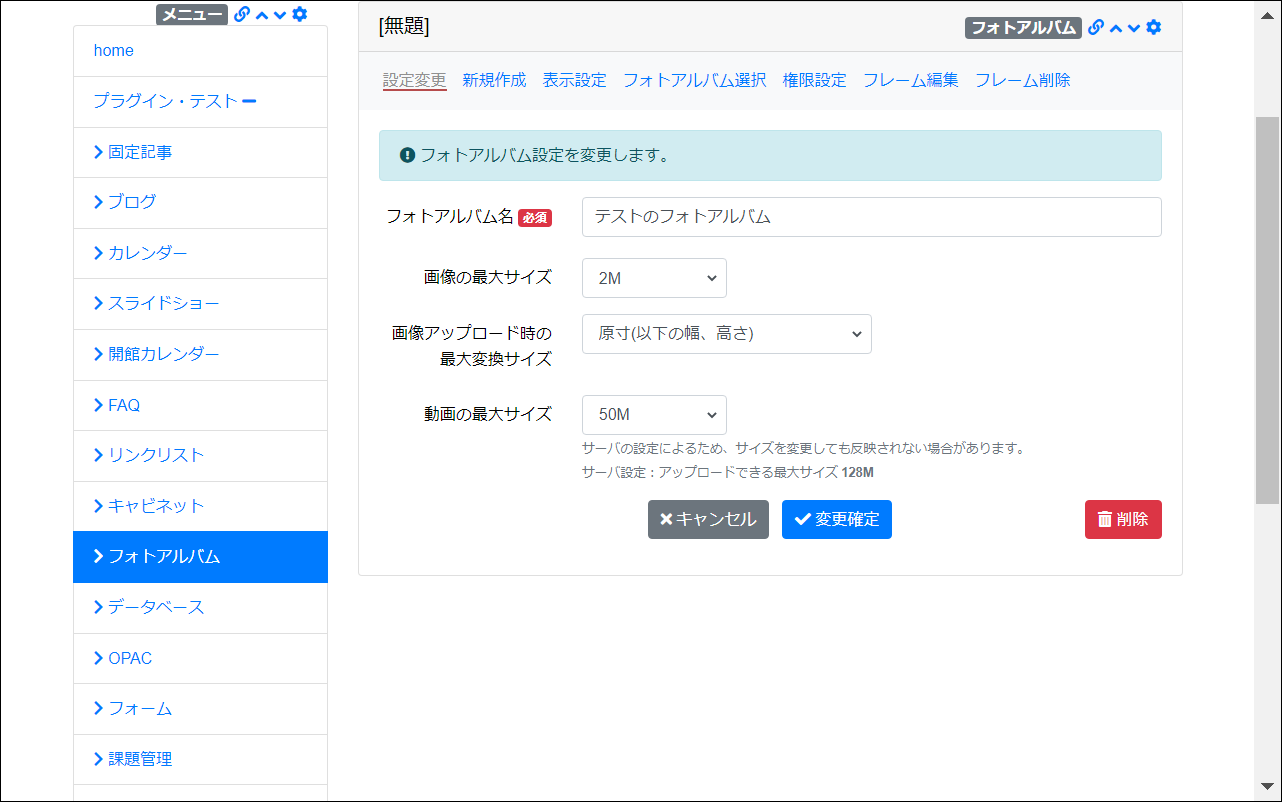 メニュー
home
プラグイン・テスト
固定記事
ブログ
カレンダー
スライドショー
開館カレンダー
FAQ
リンクリスト
キャビネット
フォトアルバム
データベース
OPAC
フォーム
課題管理
[無題]
フォトアルバム
設定変更 新規作成 表示設定 フォトアルバム選択 権限設定 フレーム編集 フレーム削除
フォトアルバム設定を変更します。
フォトアルバム名 必須 テストのフォトアルバム
画像の最大サイズ 2M
画像アップロード時の
最大変換サイズ
原寸(以下の幅、高さ)
動画の最大サイズ 50M
サーバの設定によるため、サイズを変更しても反映されない場合があります。
サーバ設定：アップロードできる最大サイズ 128M
キャンセル 変更確定 削除